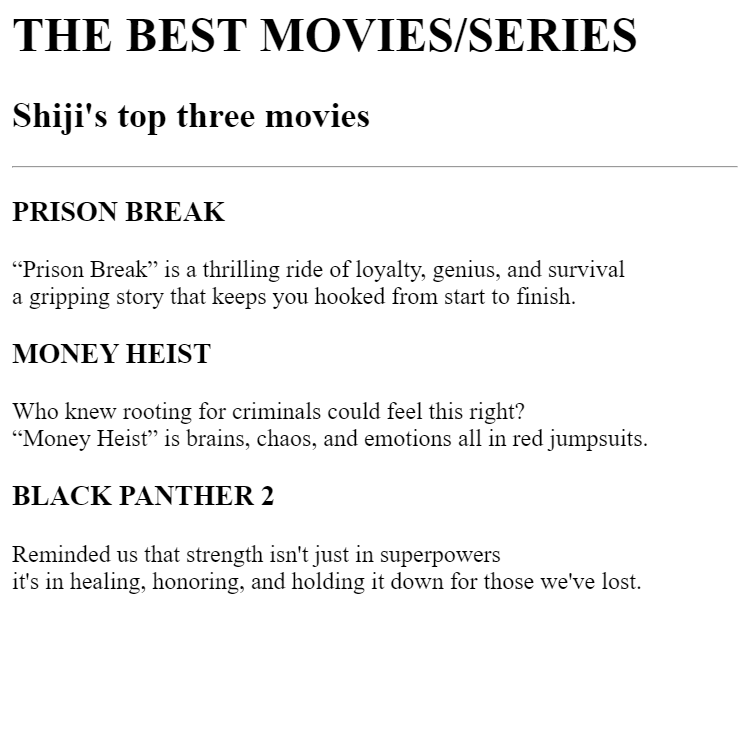 THE BEST MOVIES/SERIES
Shiji's top three movies
PRISON BREAK
“Prison Break” is a thrilling ride of loyalty, genius, and survival
a gripping story that keeps you hooked from start to finish.
MONEY HEIST
Who knew rooting for criminals could feel this right?
“Money Heist” is brains, chaos, and emotions all in red jumpsuits.
BLACK PANTHER 2
Reminded us that strength isn't just in superpowers
it's in healing, honoring, and holding it down for those we've lost.